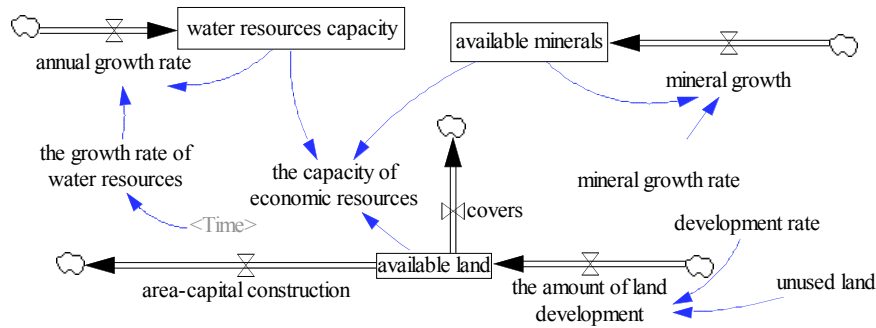 water resources capacity
available minerals
annual growth rate
mineral growth
the growth rate of
water resources
the capacity of
economic resources
mineral growth rate
<Time>
covers
development rate
available land
area-capital construction
the amount of land
development
unused land